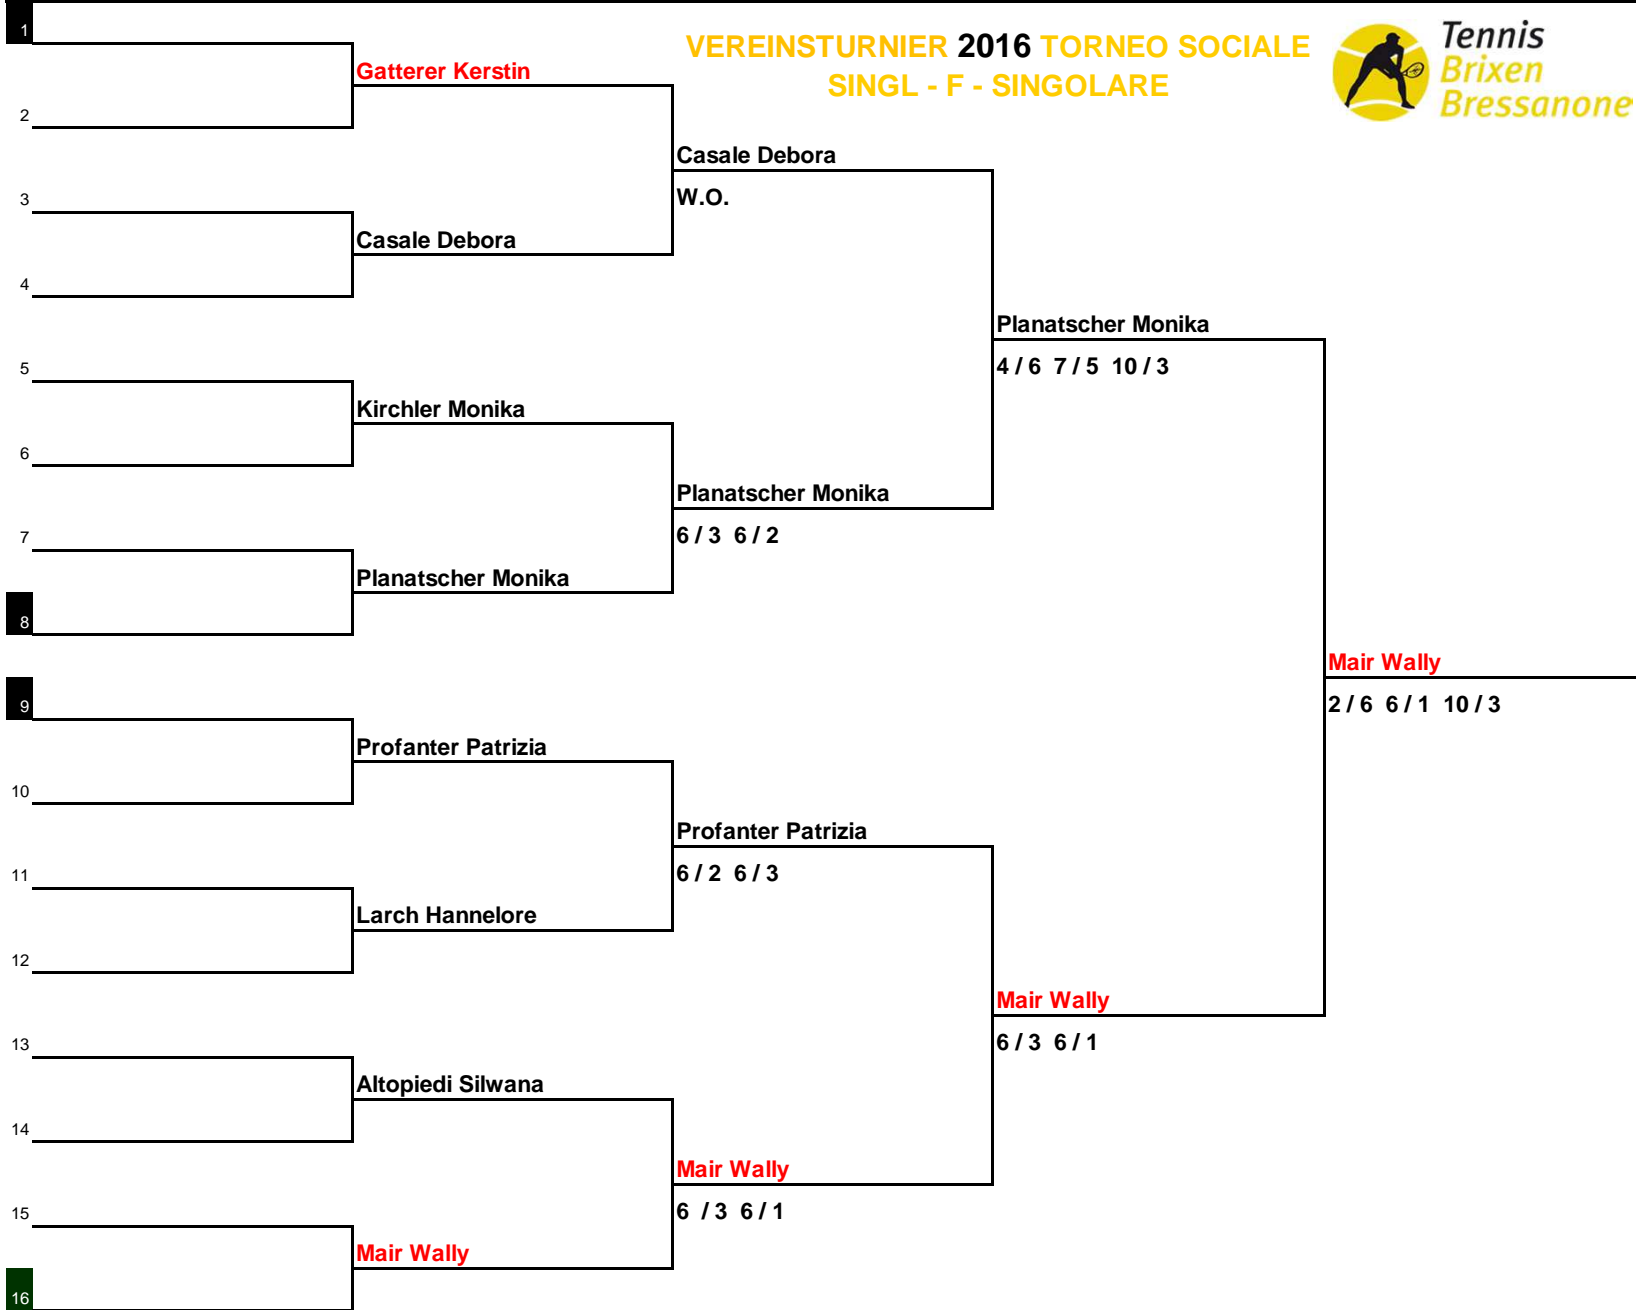 1
VEREINSTURNIER 2016 TORNEO SOCIALE
SINGL - F - SINGOLARE
Tennis
Brixen
Bressanone
Gatterer Kerstin
2
Casale Debora
W.O.
3
Casale Debora
4
Planatscher Monika
4 / 6 7 / 5 10 / 3
5
Kirchler Monika
6
Planatscher Monika
6 / 3 6 / 2
7
Planatscher Monika
8
Mair Wally
2 / 6 6 / 1 10 / 3
9
Profanter Patrizia
10
Profanter Patrizia
6 / 2 6 / 3
11
Larch Hannelore
12
Mair Wally
6 / 3 6 / 1
13
Altopiedi Silwana
14
Mair Wally
6 / 3 6 / 1
15
Mair Wally
16